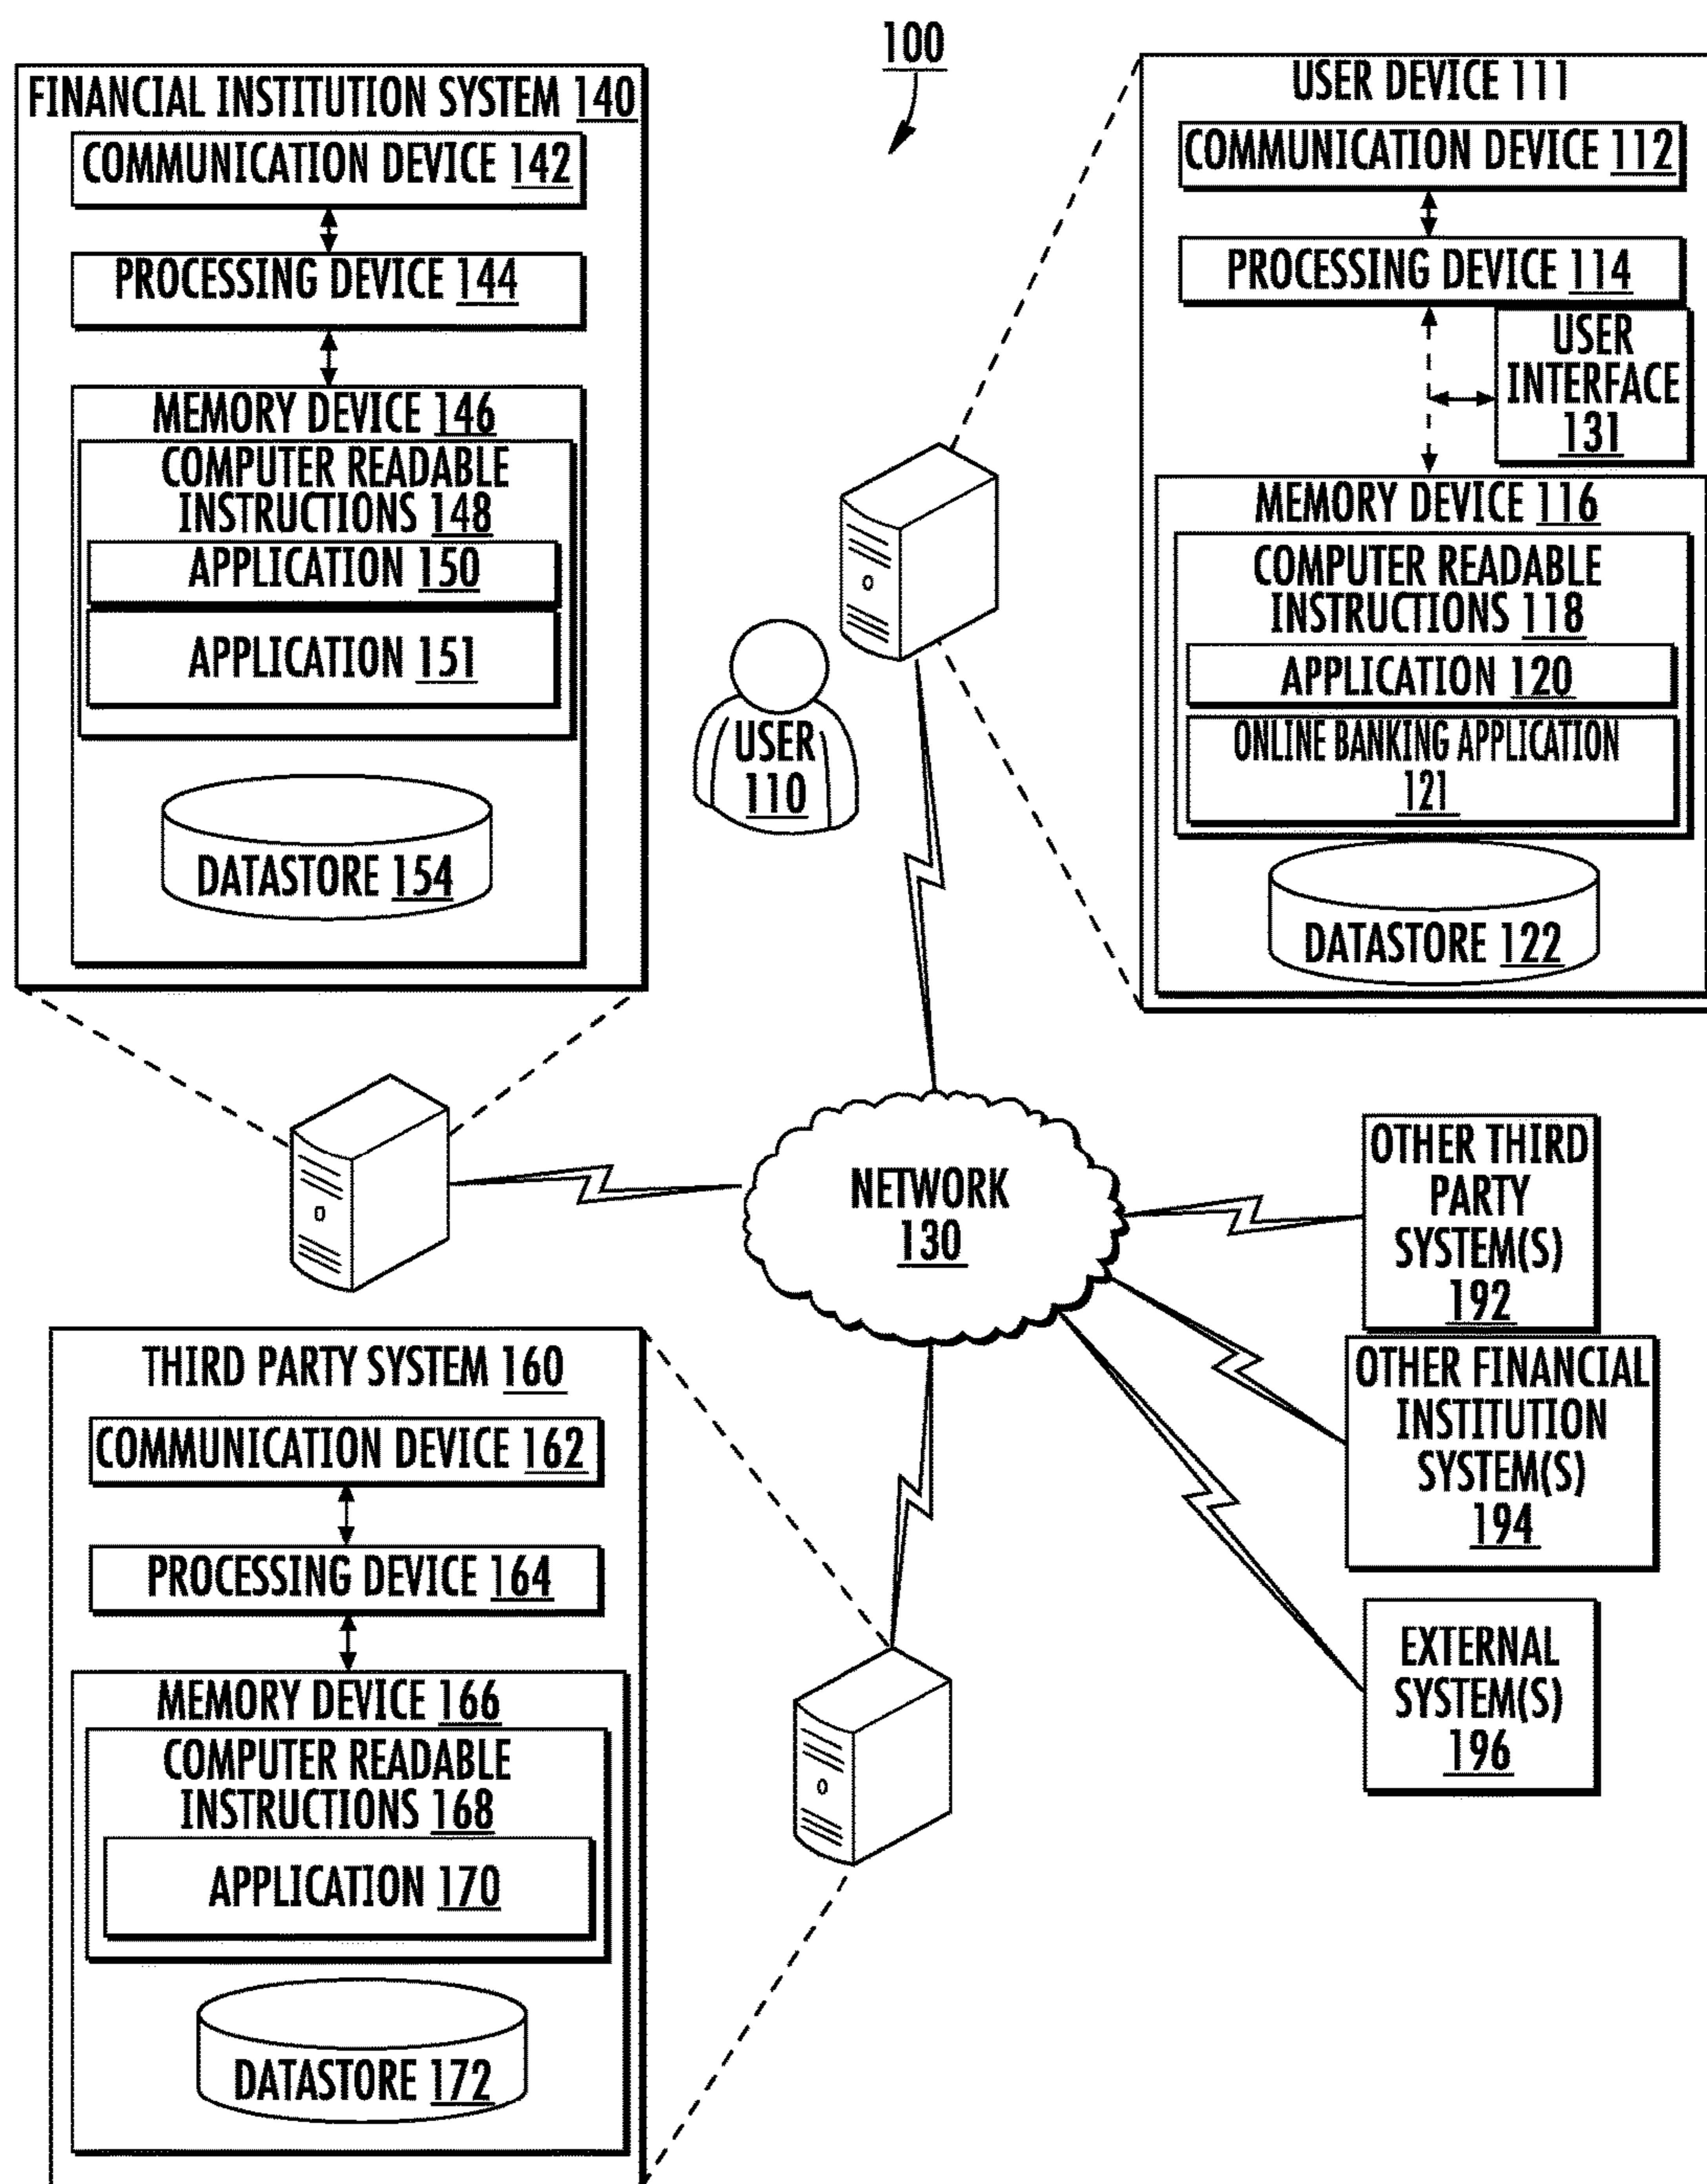 100
FINANCIAL INSTITUTION SYSTEM 140
COMMUNICATION DEVICE 142
PROCESSING DEVICE 144
MEMORY DEVICE 146
COMPUTER READABLE
INSTRUCTIONS 148
APPLICATION 150
APPLICATION 151
DATASTORE 154
USER DEVICE 111
COMMUNICATION DEVICE 112
PROCESSING DEVICE 114
USER
INTERFACE
131
MEMORY DEVICE 116
COMPUTER READABLE
INSTRUCTIONS 118
APPLICATION 120
ONLINE BANKING APPLICATION
121
DATASTORE 122
USER
110
NETWORK
130
OTHER THIRD
PARTY
SYSTEM(S)
192
OTHER FINANCIAL
INSTITUTION
SYSTEM(S)
194
EXTERNAL
SYSTEM(S)
196
THIRD PARTY SYSTEM 160
COMMUNICATION DEVICE 162
PROCESSING DEVICE 164
MEMORY DEVICE 166
COMPUTER READABLE
INSTRUCTIONS 168
APPLICATION 170
DATASTORE 172